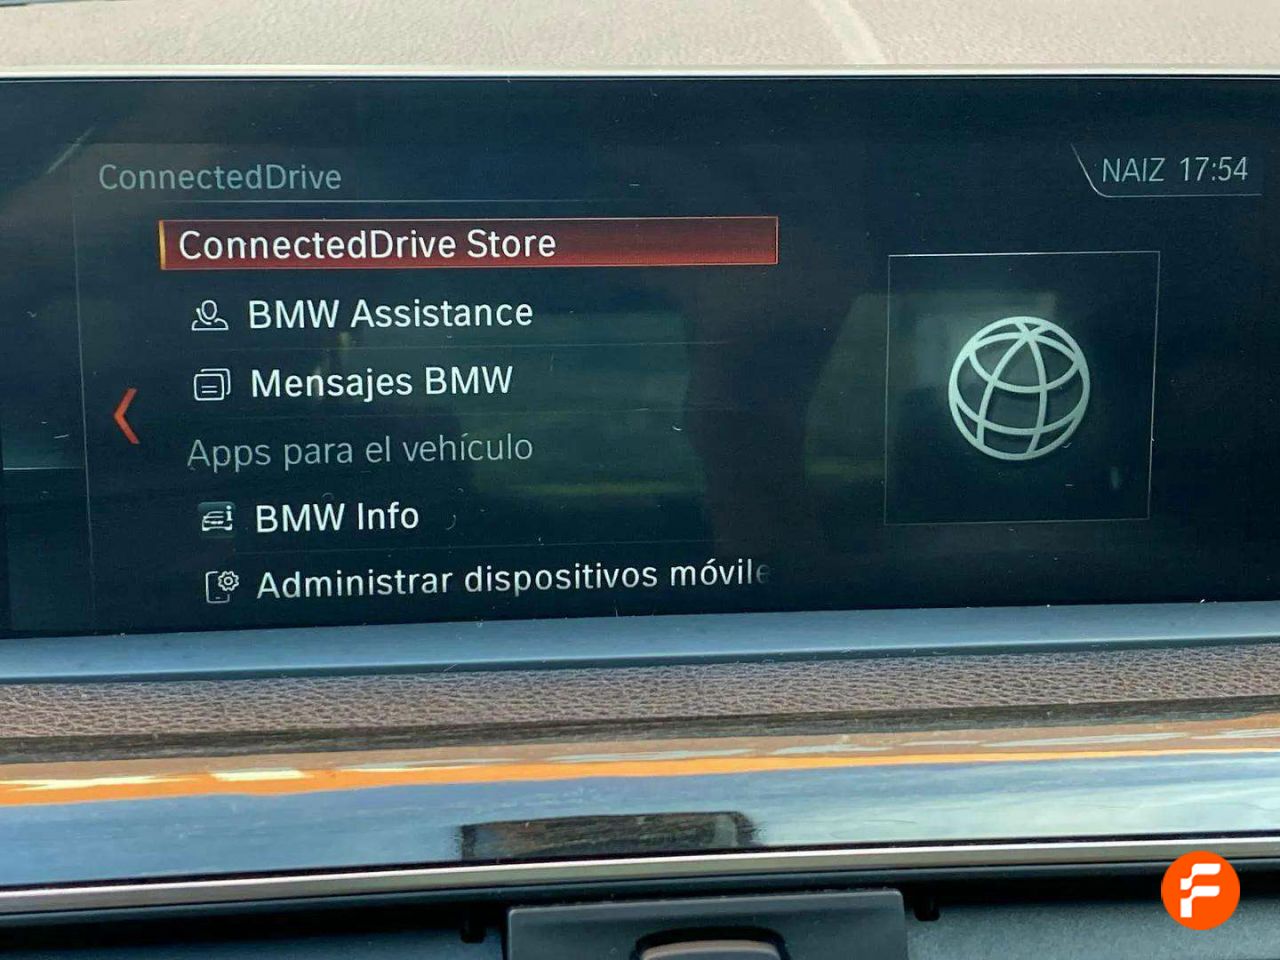 ConnectedDrive
NAIZ 17:54
ConnectedDrive Store
BMW Assistance
Mensajes BMW
Apps para el vehículo
BMW Info
Administrar dispositivos móvile
F